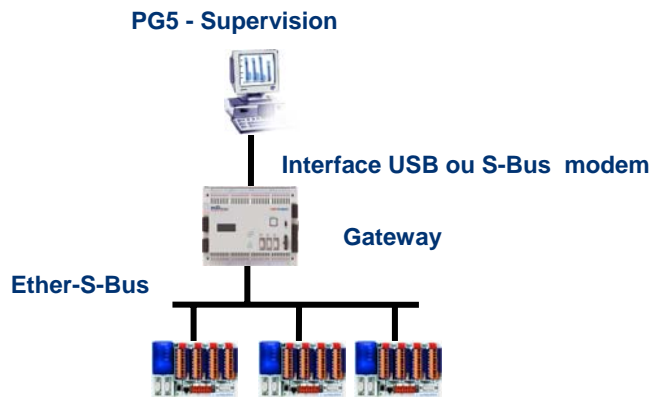 PG5 - Supervision
Interface USB ou S-Bus modem
Gateway
Ether-S-Bus